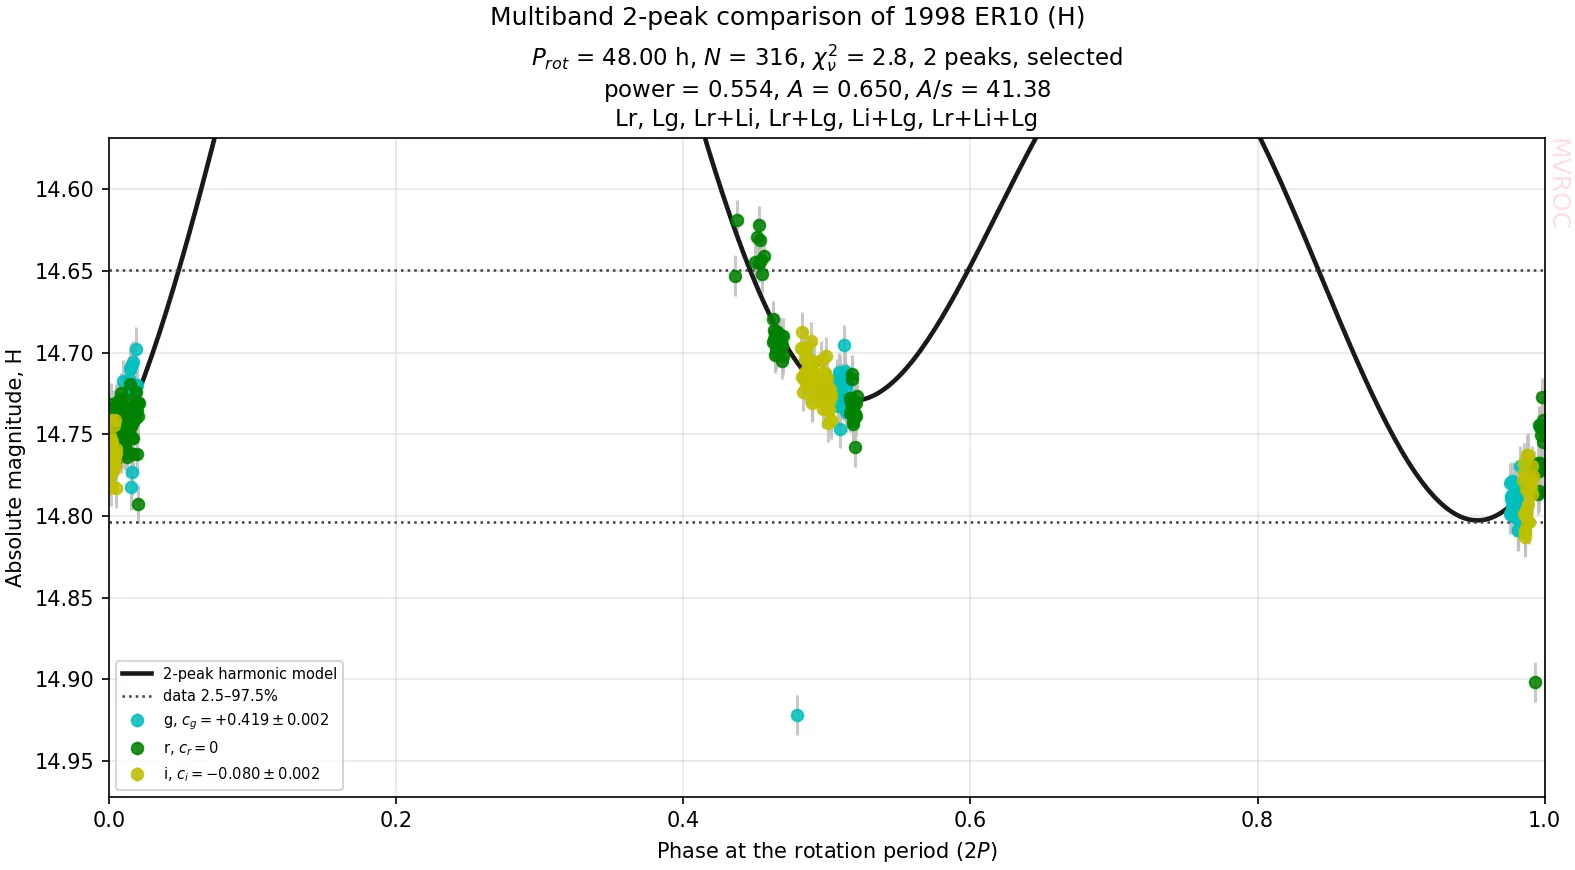 Multiband 2-peak comparison of 1998 ER10 (H)
P_rot = 48.00 h, N = 316, χ²_ν = 2.8, 2 peaks, selected
power = 0.554, A = 0.650, A/s = 41.38
Lr, Lg, Lr+Li, Lr+Lg, Li+Lg, Lr+Li+Lg
MVROC
Absolute magnitude, H
14.60
14.65
14.70
14.75
14.80
14.85
14.90
14.95
2-peak harmonic model
data 2.5–97.5%
g, c_g = +0.419 ± 0.002
r, c_r = 0
i, c_i = −0.080 ± 0.002
0.0 0.2 0.4 0.6 0.8 1.0
Phase at the rotation period (2P)